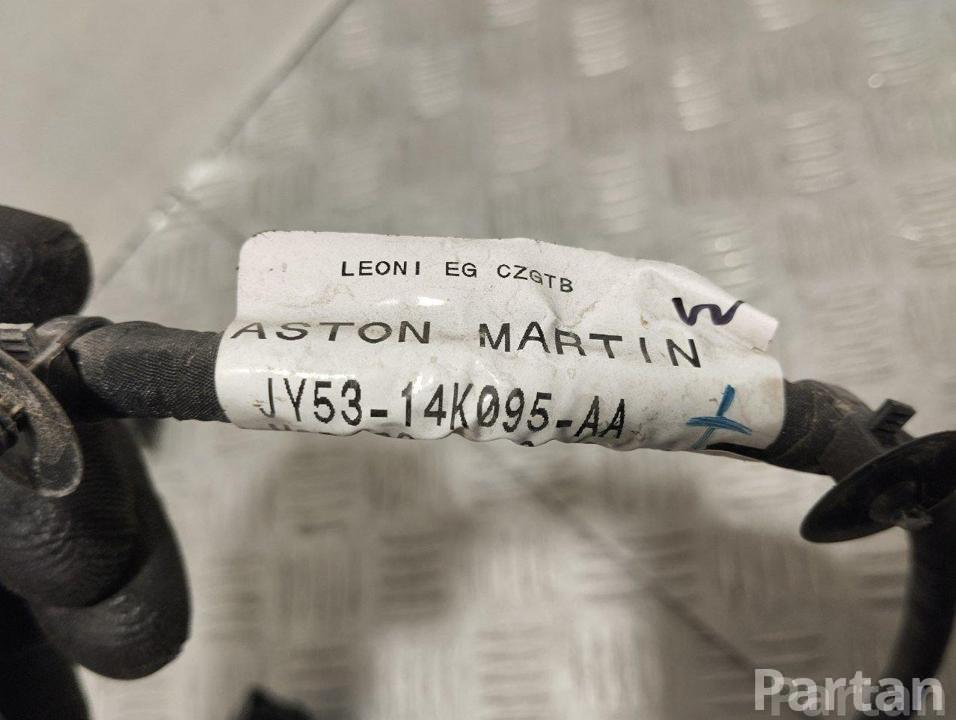 LEONI EG CZGTB
W
ASTON MARTIN
JY53-14K095-AA
Partan